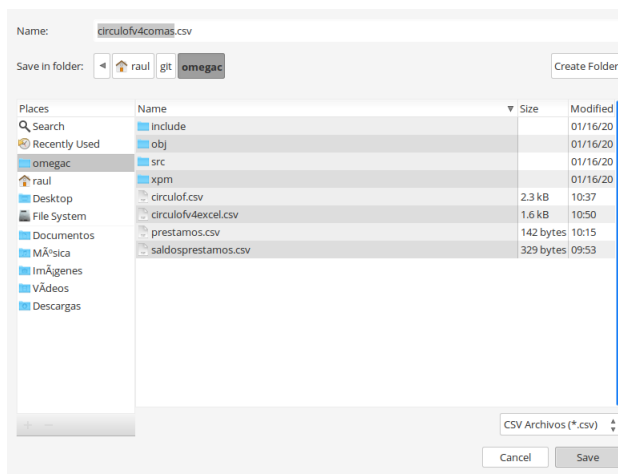 Name: circulofv4comas.csv
Save in folder: raul git omegac Create Folder
Places Name Size Modified
Search include 01/16/20
Recently Used obj 01/16/20
omegac src 01/16/20
raul xpm 01/16/20
Desktop circulof.csv 2.3 kB 10:37
File System circulofv4excel.csv 1.6 kB 10:50
Documentos prestamos.csv 142 bytes 10:15
MÃºsica saldosprestamos.csv 329 bytes 09:53
ImÃ¡genes
VÃ­deos
Descargas
CSV Archivos (*.csv)
Cancel Save